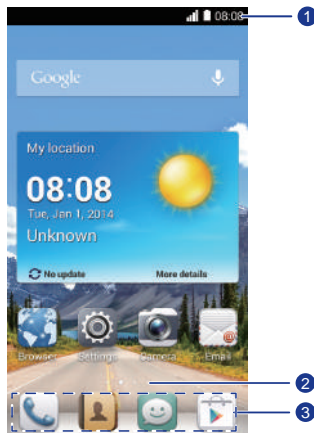 08:08
1
Google
My location
08:08
Tue, Jan 1, 2014
Unknown
No update More details
Browser Settings Camera Email
2
3